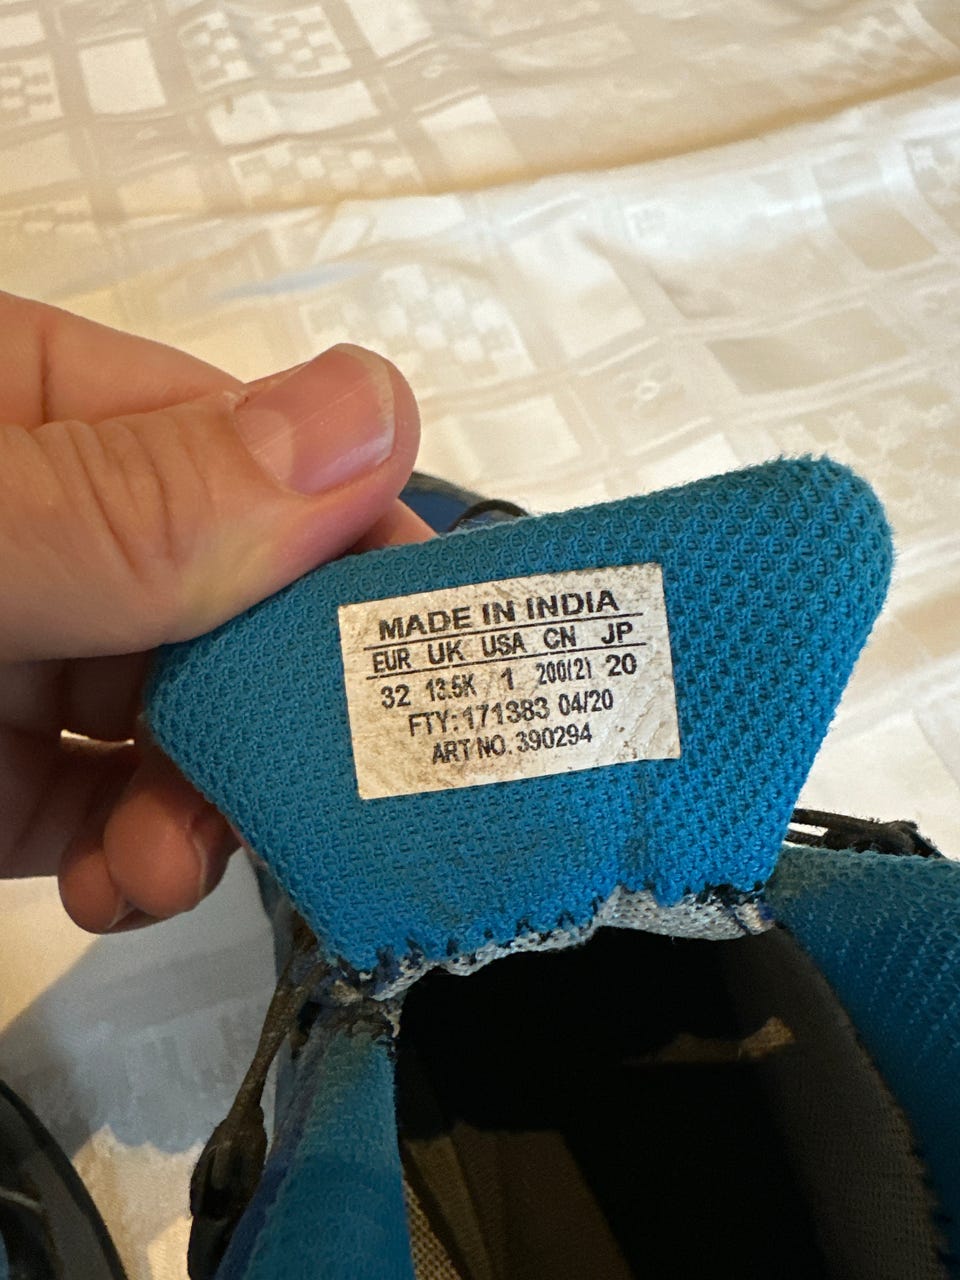 MADE IN INDIA
EUR UK USA CN JP
32 13.5K 1 200(2) 20
FTY:171383 04/20
ART NO. 390294